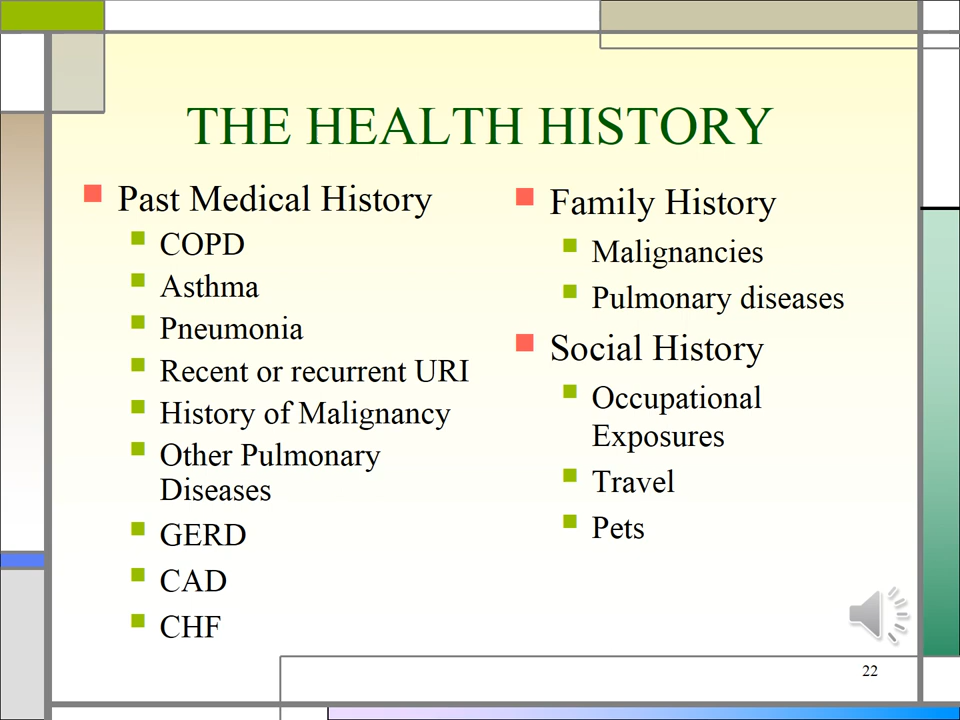 THE HEALTH HISTORY
Past Medical History
COPD
Asthma
Pneumonia
Recent or recurrent URI
History of Malignancy
Other Pulmonary
Diseases
GERD
CAD
CHF
Family History
Malignancies
Pulmonary diseases
Social History
Occupational
Exposures
Travel
Pets
22